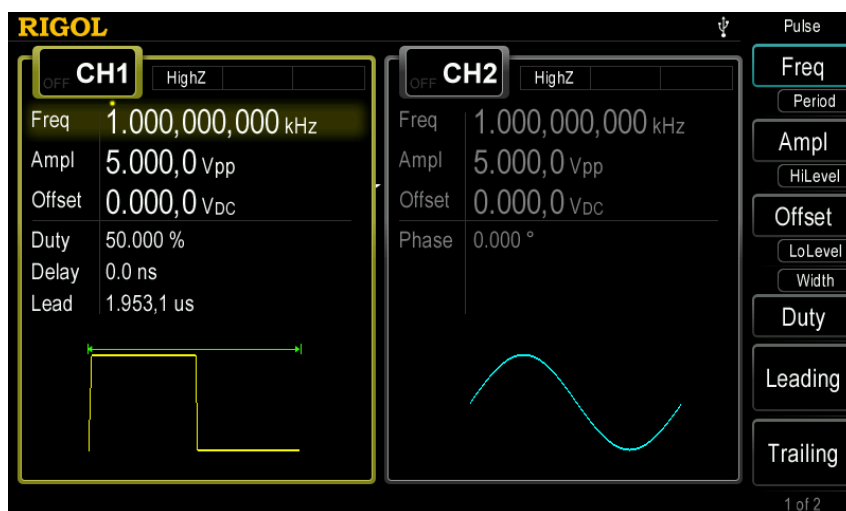 RIGOL
Pulse
OFF CH1 HighZ
Freq 1.000,000,000 kHz
Ampl 5.000,0 Vpp
Offset 0.000,0 VDC
Duty 50.000 %
Delay 0.0 ns
Lead 1.953,1 us
OFF CH2 HighZ
Freq 1.000,000,000 kHz
Ampl 5.000,0 Vpp
Offset 0.000,0 VDC
Phase 0.000 °
Freq
Period
Ampl
HiLevel
Offset
LoLevel
Width
Duty
Leading
Trailing
1 of 2